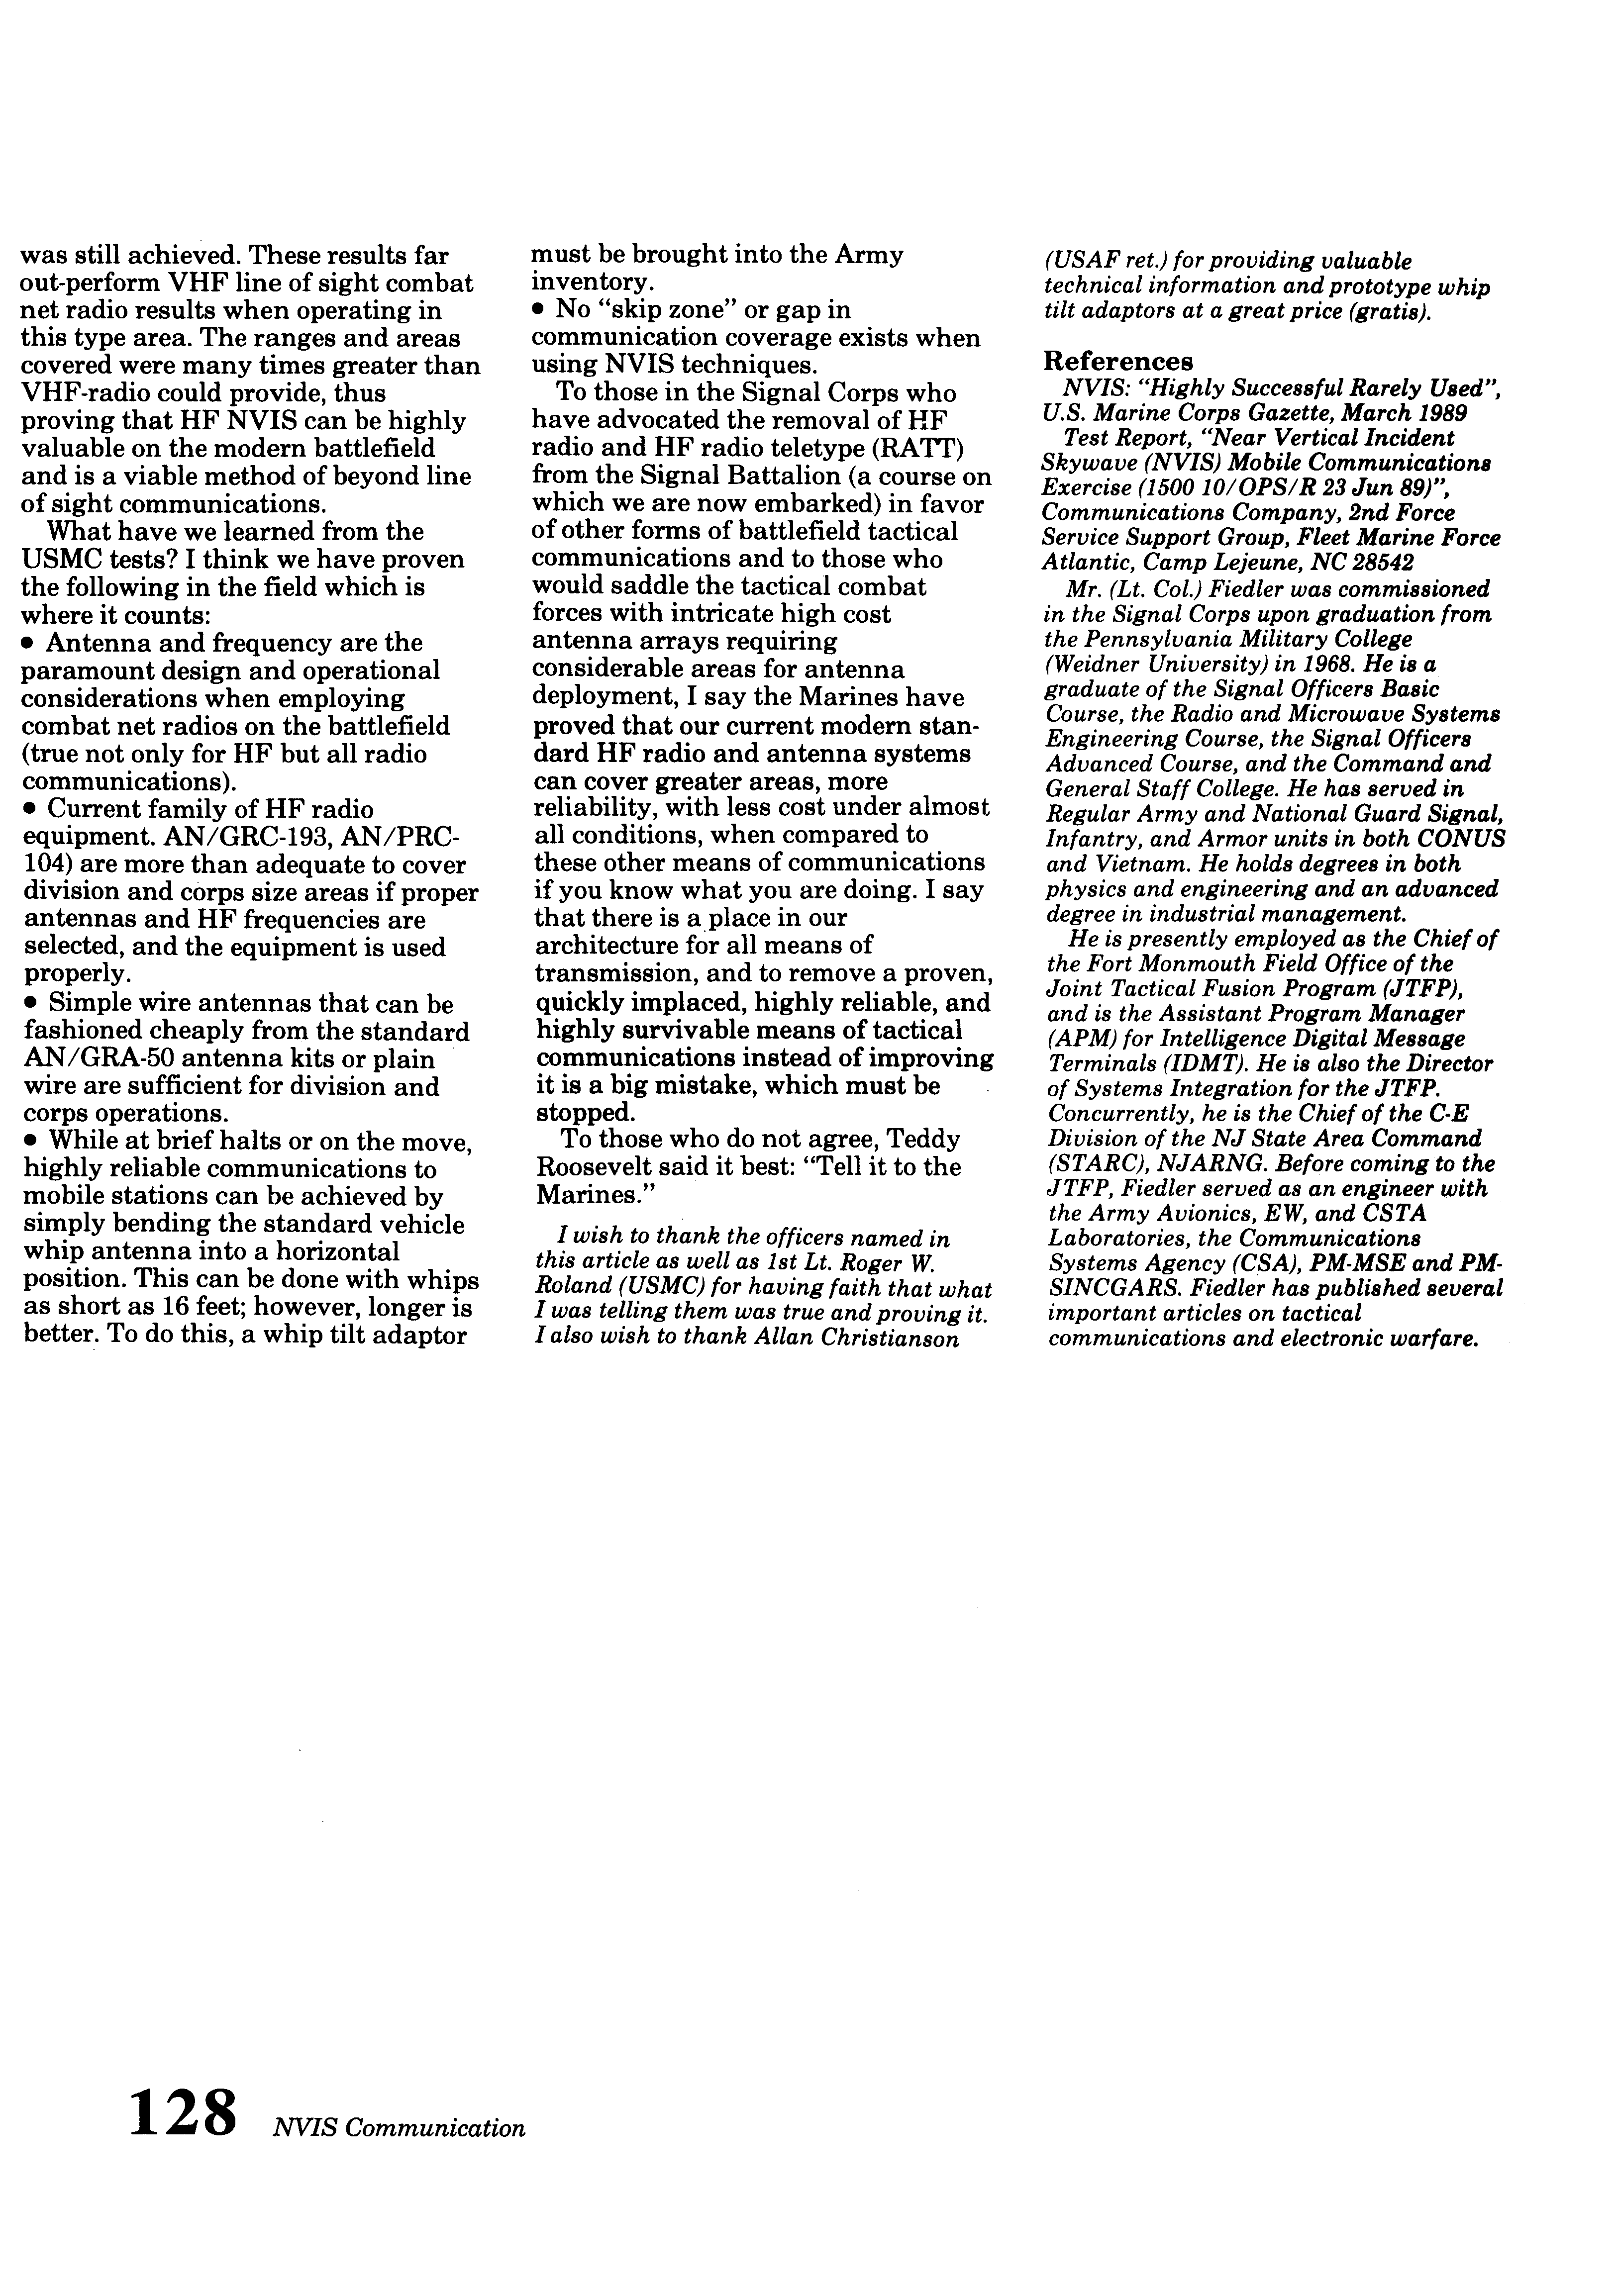 was still achieved. These results far
out-perform VHF line of sight combat
net radio results when operating in
this type area. The ranges and areas
covered were many times greater than
VHF-radio could provide, thus
proving that HF NVIS can be highly
valuable on the modern battlefield
and is a viable method of beyond line
of sight communications.
What have we learned from the
USMC tests? I think we have proven
the following in the field which is
where it counts:
● Antenna and frequency are the
paramount design and operational
considerations when employing
combat net radios on the battlefield
(true not only for HF but all radio
communications).
● Current family of HF radio
equipment. AN/GRC-193, AN/PRC-
104) are more than adequate to cover
division and corps size areas if proper
antennas and HF frequencies are
selected, and the equipment is used
properly.
● Simple wire antennas that can be
fashioned cheaply from the standard
AN/GRA-50 antenna kits or plain
wire are sufficient for division and
corps operations.
● While at brief halts or on the move,
highly reliable communications to
mobile stations can be achieved by
simply bending the standard vehicle
whip antenna into a horizontal
position. This can be done with whips
as short as 16 feet; however, longer is
better. To do this, a whip tilt adaptor
must be brought into the Army
inventory.
● No “skip zone” or gap in
communication coverage exists when
using NVIS techniques.
To those in the Signal Corps who
have advocated the removal of HF
radio and HF radio teletype (RATT)
from the Signal Battalion (a course on
which we are now embarked) in favor
of other forms of battlefield tactical
communications and to those who
would saddle the tactical combat
forces with intricate high cost
antenna arrays requiring
considerable areas for antenna
deployment, I say the Marines have
proved that our current modern stan-
dard HF radio and antenna systems
can cover greater areas, more
reliability, with less cost under almost
all conditions, when compared to
these other means of communications
if you know what you are doing. I say
that there is a place in our
architecture for all means of
transmission, and to remove a proven,
quickly implaced, highly reliable, and
highly survivable means of tactical
communications instead of improving
it is a big mistake, which must be
stopped.
To those who do not agree, Teddy
Roosevelt said it best: “Tell it to the
Marines.”
I wish to thank the officers named in
this article as well as 1st Lt. Roger W.
Roland (USMC) for having faith that what
I was telling them was true and proving it.
I also wish to thank Allan Christianson
(USAF ret.) for providing valuable
technical information and prototype whip
tilt adaptors at a great price (gratis).
References
NVIS: “Highly Successful Rarely Used”,
U.S. Marine Corps Gazette, March 1989
Test Report, “Near Vertical Incident
Skywave (NVIS) Mobile Communications
Exercise (1500 10/OPS/R 23 Jun 89)”,
Communications Company, 2nd Force
Service Support Group, Fleet Marine Force
Atlantic, Camp Lejeune, NC 28542
Mr. (Lt. Col.) Fiedler was commissioned
in the Signal Corps upon graduation from
the Pennsylvania Military College
(Weidner University) in 1968. He is a
graduate of the Signal Officers Basic
Course, the Radio and Microwave Systems
Engineering Course, the Signal Officers
Advanced Course, and the Command and
General Staff College. He has served in
Regular Army and National Guard Signal,
Infantry, and Armor units in both CONUS
and Vietnam. He holds degrees in both
physics and engineering and an advanced
degree in industrial management.
He is presently employed as the Chief of
the Fort Monmouth Field Office of the
Joint Tactical Fusion Program (JTFP),
and is the Assistant Program Manager
(APM) for Intelligence Digital Message
Terminals (IDMT). He is also the Director
of Systems Integration for the JTFP.
Concurrently, he is the Chief of the C-E
Division of the NJ State Area Command
(STARC), NJARNG. Before coming to the
JTFP, Fiedler served as an engineer with
the Army Avionics, EW, and CSTA
Laboratories, the Communications
Systems Agency (CSA), PM-MSE and PM-
SINCGARS. Fiedler has published several
important articles on tactical
communications and electronic warfare.
128 NVIS Communication